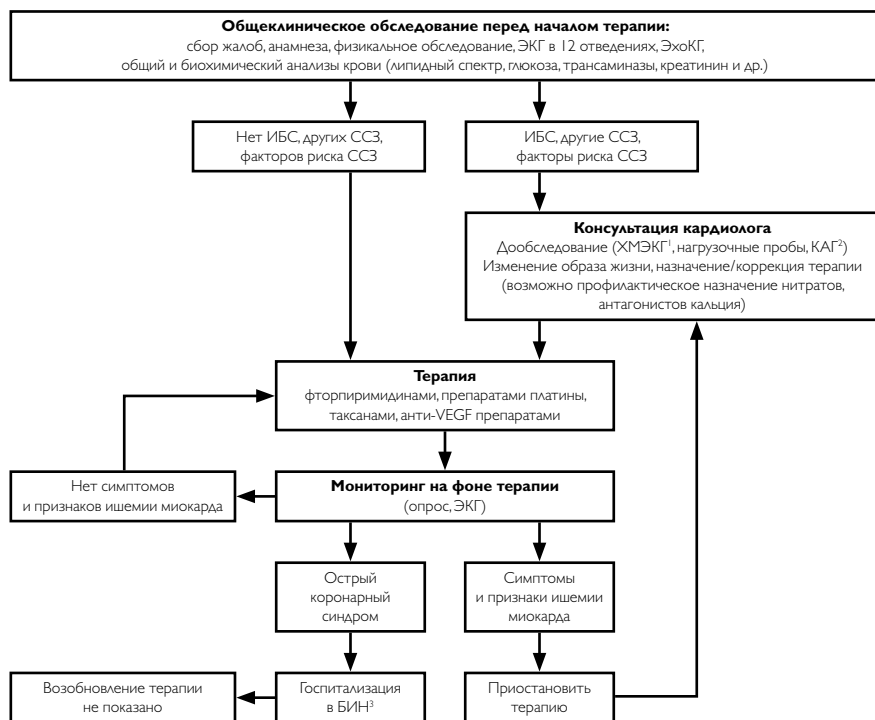 Общеклиническое обследование перед началом терапии:
сбор жалоб, анамнеза, физикальное обследование, ЭКГ в 12 отведениях, ЭхоКГ,
общий и биохимический анализы крови (липидный спектр, глюкоза, трансаминазы, креатинин и др.)
Нет ИБС, других ССЗ,
факторов риска ССЗ
ИБС, другие ССЗ,
факторы риска ССЗ
Консультация кардиолога
Дообследование (ХМЭКГ¹, нагрузочные пробы, КАГ²)
Изменение образа жизни, назначение/коррекция терапии
(возможно профилактическое назначение нитратов,
антагонистов кальция)
Терапия
фторпиримидинами, препаратами платины,
таксанами, анти-VEGF препаратами
Нет симптомов
и признаков ишемии миокарда
Мониторинг на фоне терапии
(опрос, ЭКГ)
Острый
коронарный
синдром
Симптомы
и признаки ишемии
миокарда
Возобновление терапии
не показано
Госпитализация
в БИН³
Приостановить
терапию